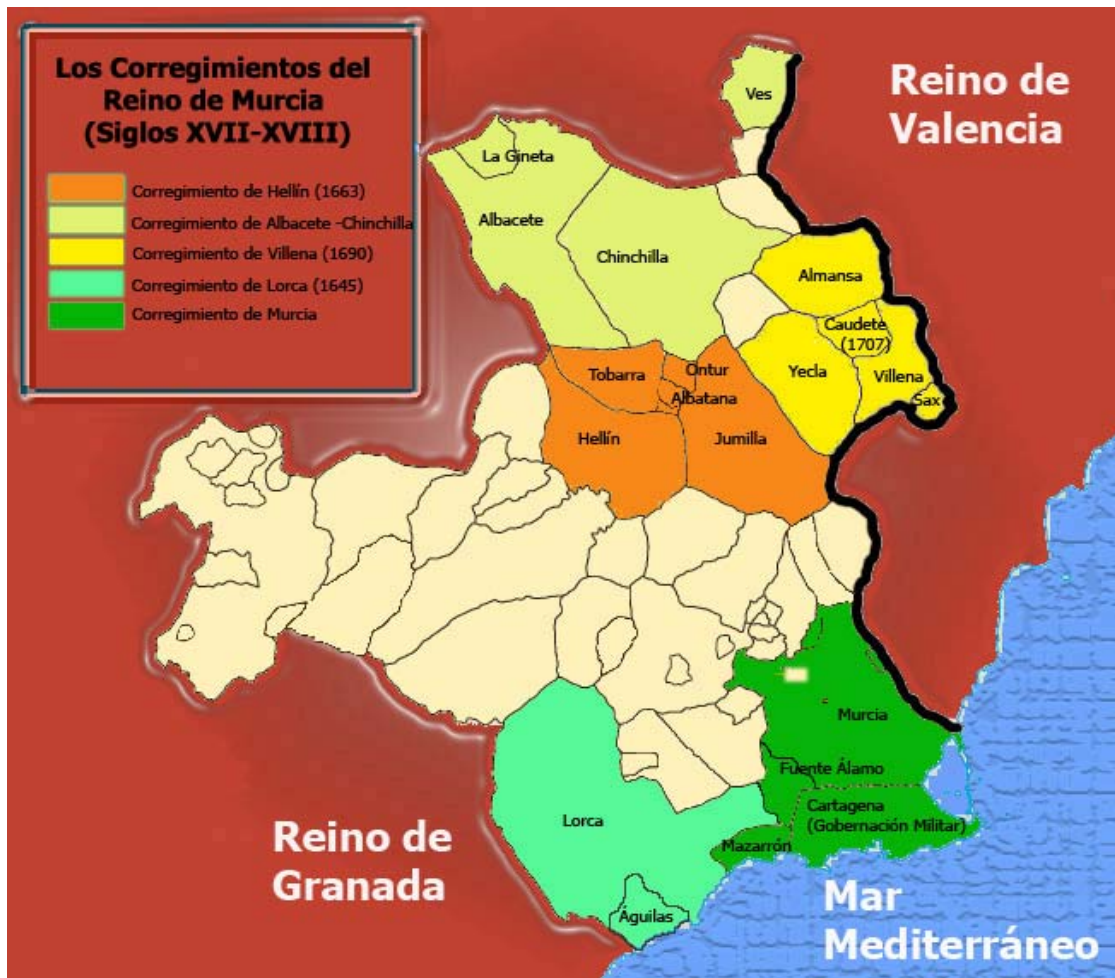 Los Corregimientos del
Reino de Murcia
(Siglos XVII-XVIII)
Corregimiento de Hellín (1663)
Corregimiento de Albacete -Chinchilla
Corregimiento de Villena (1690)
Corregimiento de Lorca (1645)
Corregimiento de Murcia
Reino de
Valencia
Ves
La Gineta
Albacete
Chinchilla
Almansa
Caudete
(1707)
Yecla
Villena
Sax
Tobarra
Ontur
Albatana
Hellín
Jumilla
Murcia
Fuente Álamo
Cartagena
(Gobernación Militar)
Mazarrón
Lorca
Águilas
Reino de
Granada
Mar
Mediterráneo